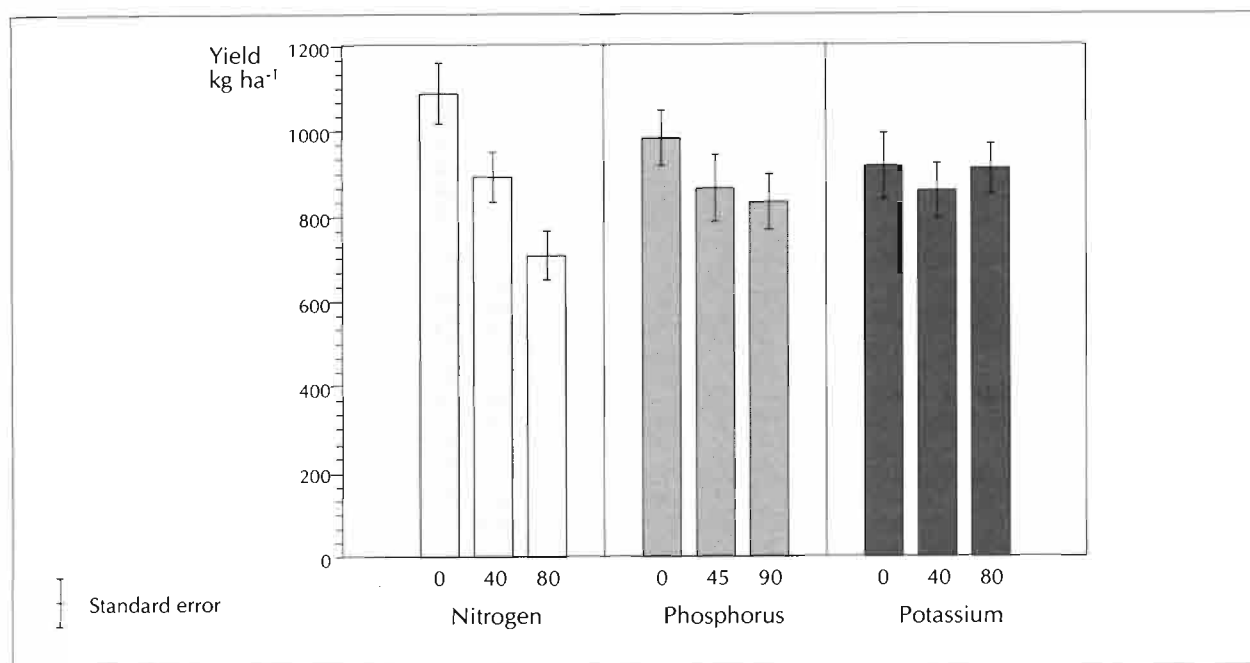 Yield
kg ha⁻¹
1200
1000
800
600
400
200
0
0 40 80 0 45 90 0 40 80
Nitrogen Phosphorus Potassium
Standard error